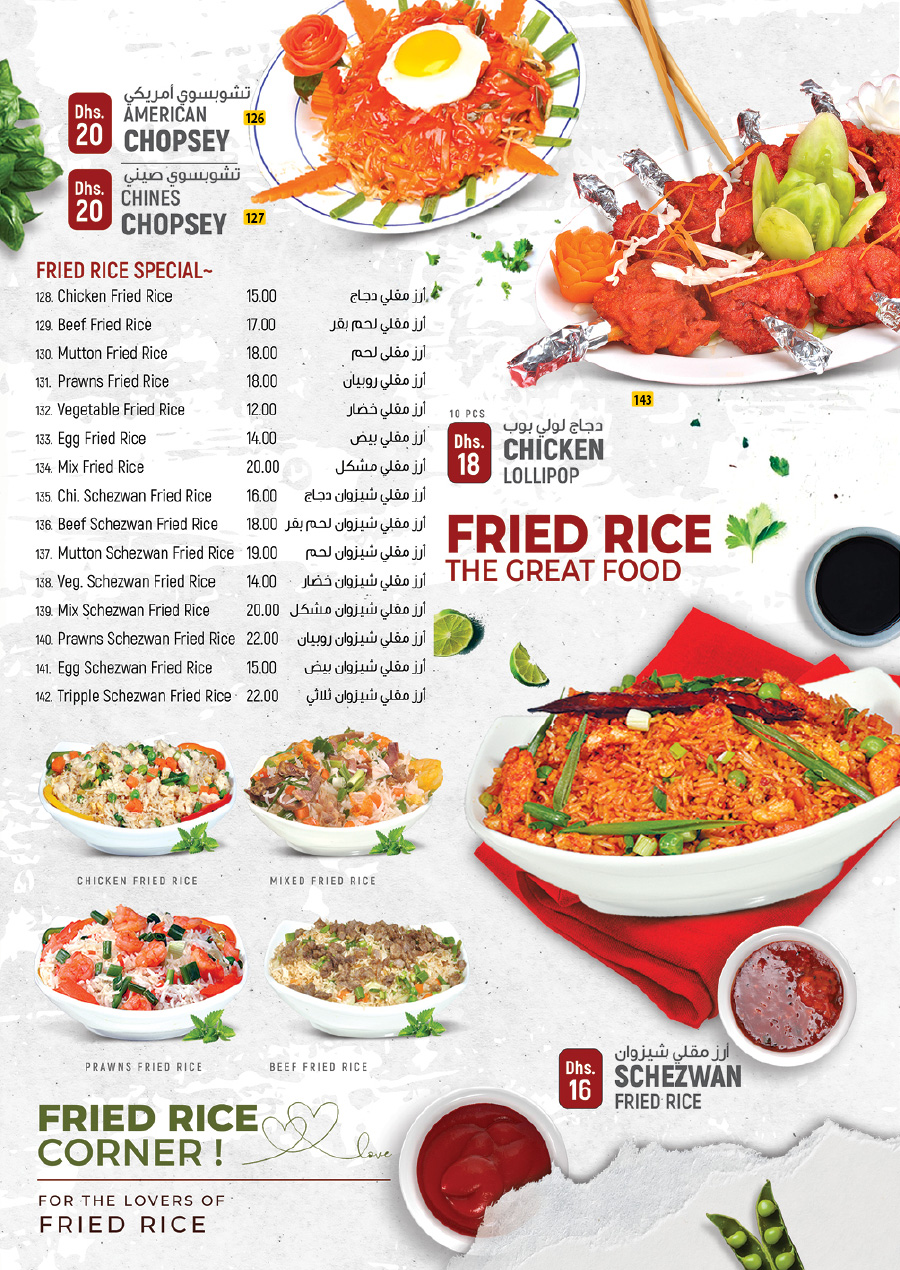 Dhs.
20
تشوبسوي أمريكي
AMERICAN
CHOPSEY
126
Dhs.
20
تشوبسوي صيني
CHINES
CHOPSEY
127
FRIED RICE SPECIAL~
128. Chicken Fried Rice 15.00 أرز مقلي دجاج
129. Beef Fried Rice 17.00 أرز مقلي لحم بقر
130. Mutton Fried Rice 18.00 أرز مقلي لحم
131. Prawns Fried Rice 18.00 أرز مقلي روبيان
132. Vegetable Fried Rice 12.00 أرز مقلي خضار
133. Egg Fried Rice 14.00 أرز مقلي بيض
134. Mix Fried Rice 20.00 أرز مقلي مشكل
135. Chi. Schezwan Fried Rice 16.00 أرز مقلي شيزوان دجاج
136. Beef Schezwan Fried Rice 18.00 أرز مقلي شيزوان لحم بقر
137. Mutton Schezwan Fried Rice 19.00 أرز مقلي شيزوان لحم
138. Veg. Schezwan Fried Rice 14.00 أرز مقلي شيزوان خضار
139. Mix Schezwan Fried Rice 20.00 أرز مقلي شيزوان مشكل
140. Prawns Schezwan Fried Rice 22.00 أرز مقلي شيزوان روبيان
141. Egg Schezwan Fried Rice 15.00 أرز مقلي شيزوان بيض
142. Tripple Schezwan Fried Rice 22.00 أرز مقلي شيزوان ثلاثي
143
10 PCS
Dhs.
18
دجاج لولي بوب
CHICKEN
LOLLIPOP
FRIED RICE
THE GREAT FOOD
CHICKEN FRIED RICE
MIXED FRIED RICE
PRAWNS FRIED RICE
BEEF FRIED RICE
Dhs.
16
أرز مقلي شيزوان
SCHEZWAN
FRIED RICE
FRIED RICE
CORNER !
love
FOR THE LOVERS OF
FRIED RICE